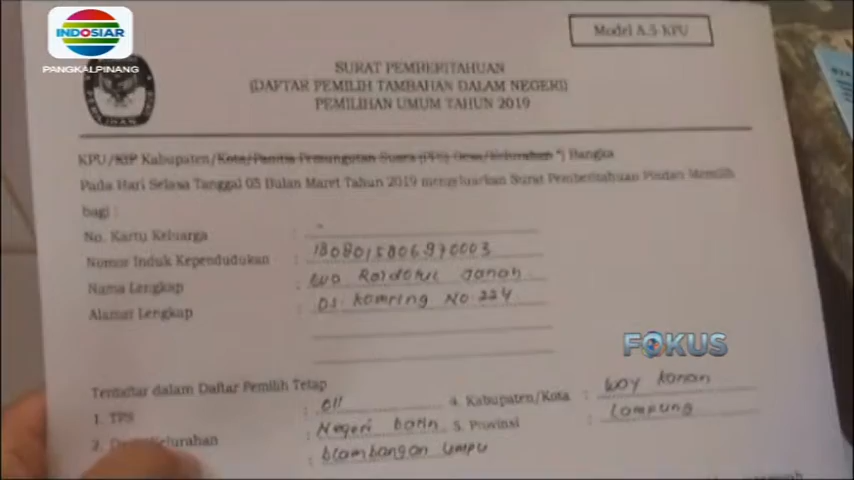 INDOSIAR
PANGKALPINANG
Model A.5-KPU
SURAT PEMBERITAHUAN
(DAFTAR PEMILIH TAMBAHAN DALAM NEGERI)
PEMILIHAN UMUM TAHUN 2019
KPU/KIP Kabupaten/Kota/Panitia Pemungutan Suara (PPS) Desa/Kelurahan *) Bangka
Pada Hari Selasa Tanggal 05 Bulan Maret Tahun 2019 mengeluarkan Surat Pemberitahuan Pindah Memilih
bagi :
No. Kartu Keluarga : -
Nomor Induk Kependudukan : 1808015806970003
Nama Lengkap : Janah
Alamat Lengkap : No 224
FOKUS
Terdaftar dalam Daftar Pemilih Tetap
1. TPS : 011 4. Kabupaten/Kota : Way Kanan
2. Kelurahan : Negeri batin 5. Provinsi : Lampung
: blambangan umpu